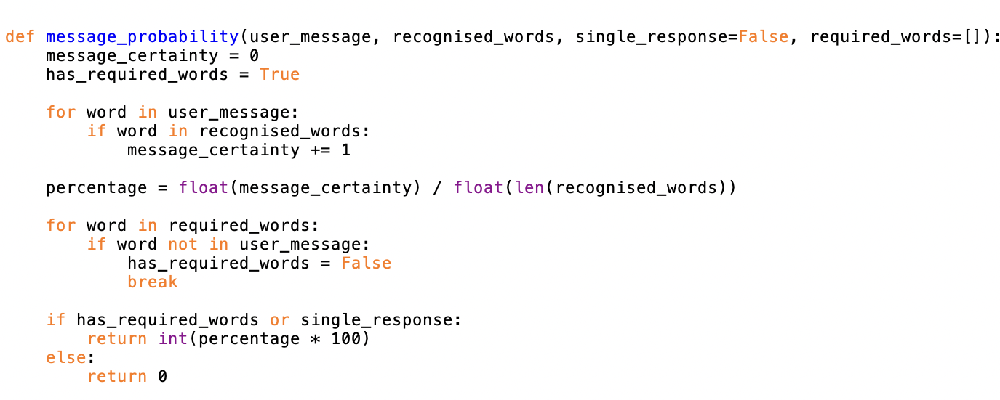 def message_probability(user_message, recognised_words, single_response=False, required_words=[]):
    message_certainty = 0
    has_required_words = True

    for word in user_message:
        if word in recognised_words:
            message_certainty += 1

    percentage = float(message_certainty) / float(len(recognised_words))

    for word in required_words:
        if word not in user_message:
            has_required_words = False
            break

    if has_required_words or single_response:
        return int(percentage * 100)
    else:
        return 0